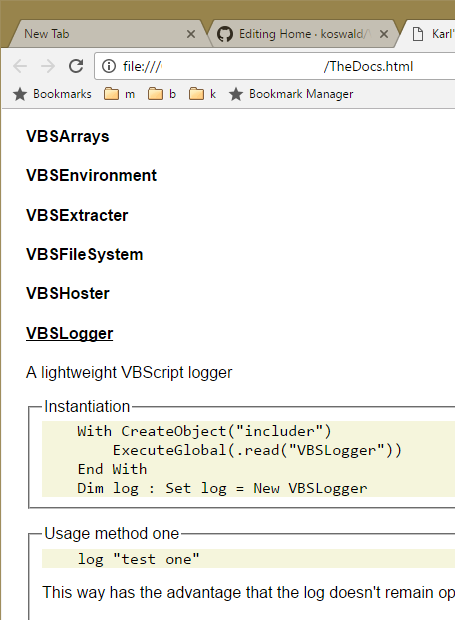 New Tab
Editing Home - koswald/
Karl'
file:/// /TheDocs.html
Bookmarks m b k Bookmark Manager
VBSArrays
VBSEnvironment
VBSExtracter
VBSFileSystem
VBSHoster
VBSLogger
A lightweight VBScript logger
Instantiation
With CreateObject("includer")
ExecuteGlobal(.read("VBSLogger"))
End With
Dim log : Set log = New VBSLogger
Usage method one
log "test one"
This way has the advantage that the log doesn't remain op